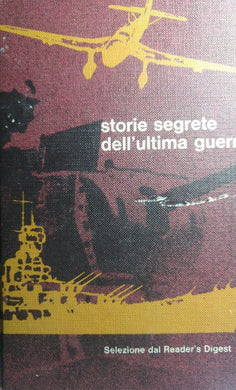 storie segrete
dell'ultima guerr
Selezione dal Reader's Digest